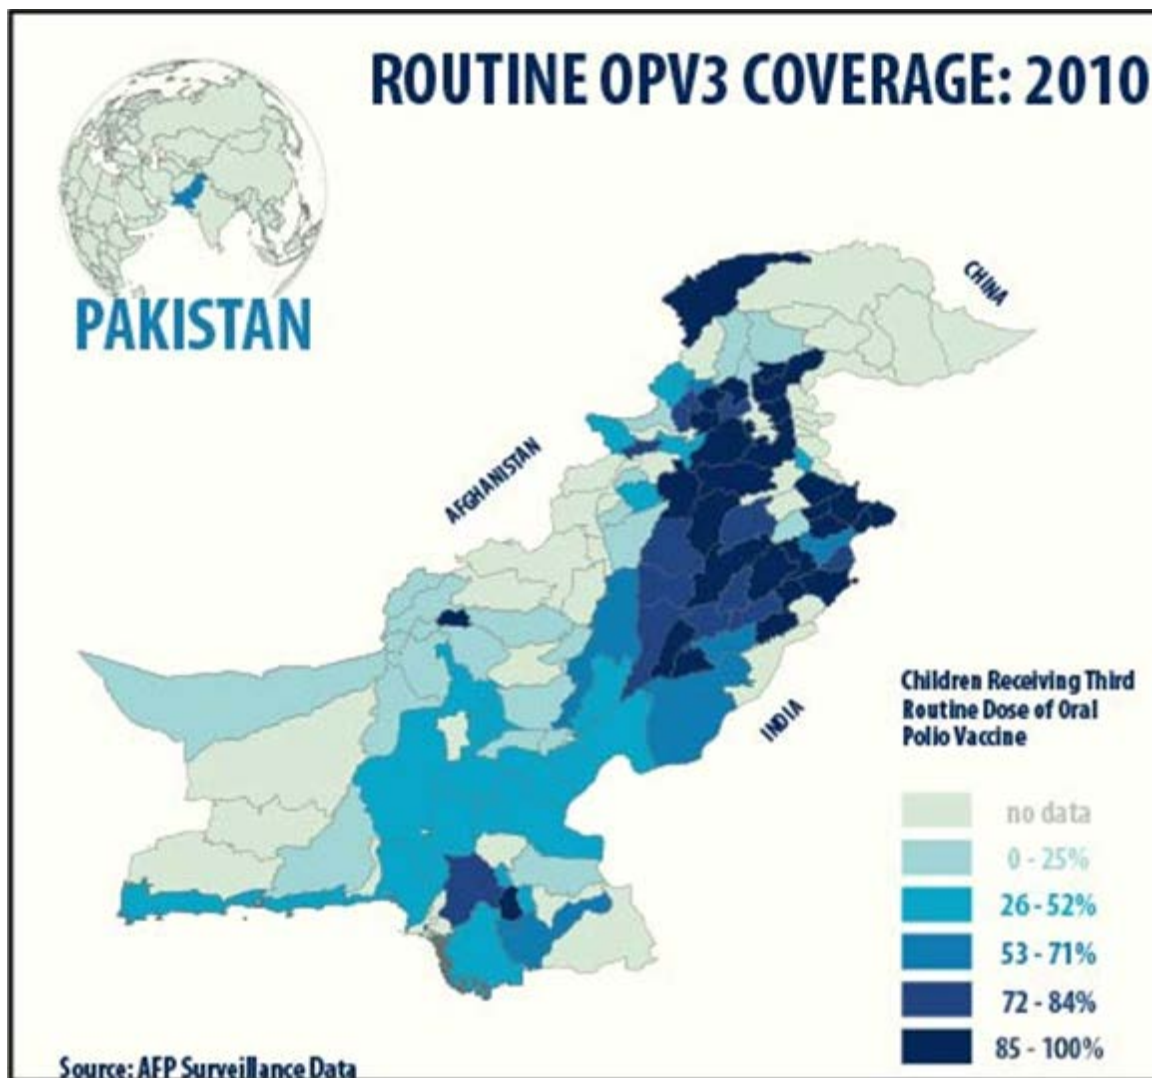 ROUTINE OPV3 COVERAGE: 2010
PAKISTAN
CHINA
AFGHANISTAN
INDIA
Children Receiving Third
Routine Dose of Oral
Polio Vaccine
no data
0 - 25%
26 - 52%
53 - 71%
72 - 84%
85 - 100%
Source: AFP Surveillance Data